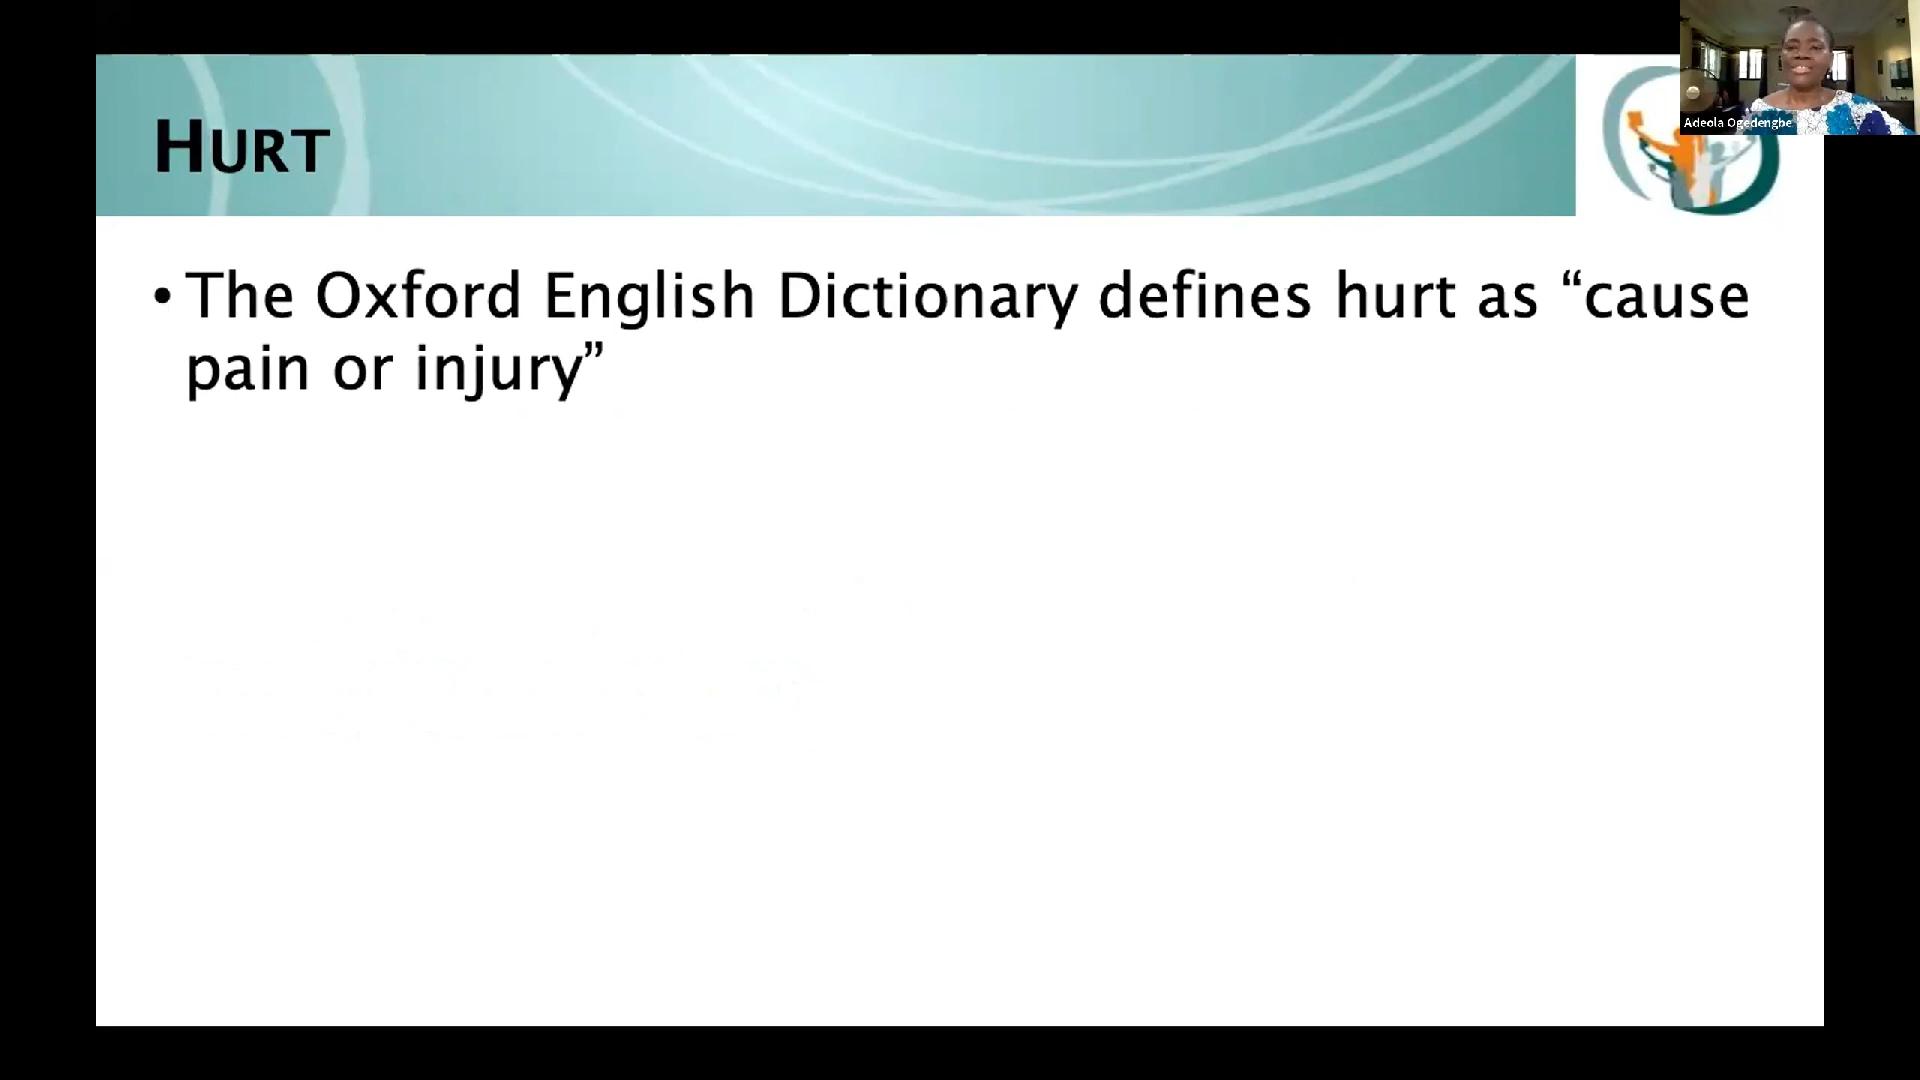 HURT
• The Oxford English Dictionary defines hurt as “cause
pain or injury”
Adeola Ogedengbe